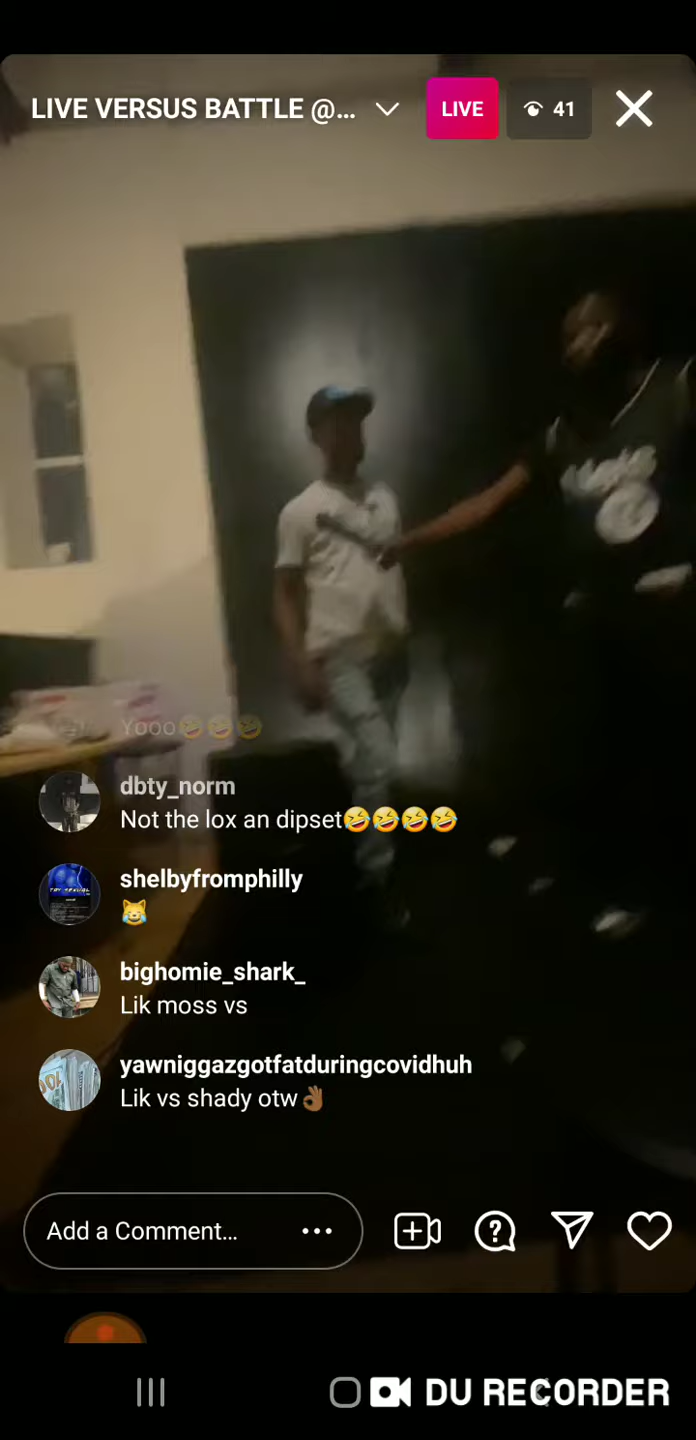 LIVE VERSUS BATTLE @...
LIVE
41
Yooo🤣🤣🤣
dbty_norm
Not the lox an dipset🤣🤣🤣🤣
shelbyfromphilly
😹
bighomie_shark_
Lik moss vs
yawniggazgotfatduringcovidhuh
Lik vs shady otw👌🏾
Add a Comment...
DU RECORDER